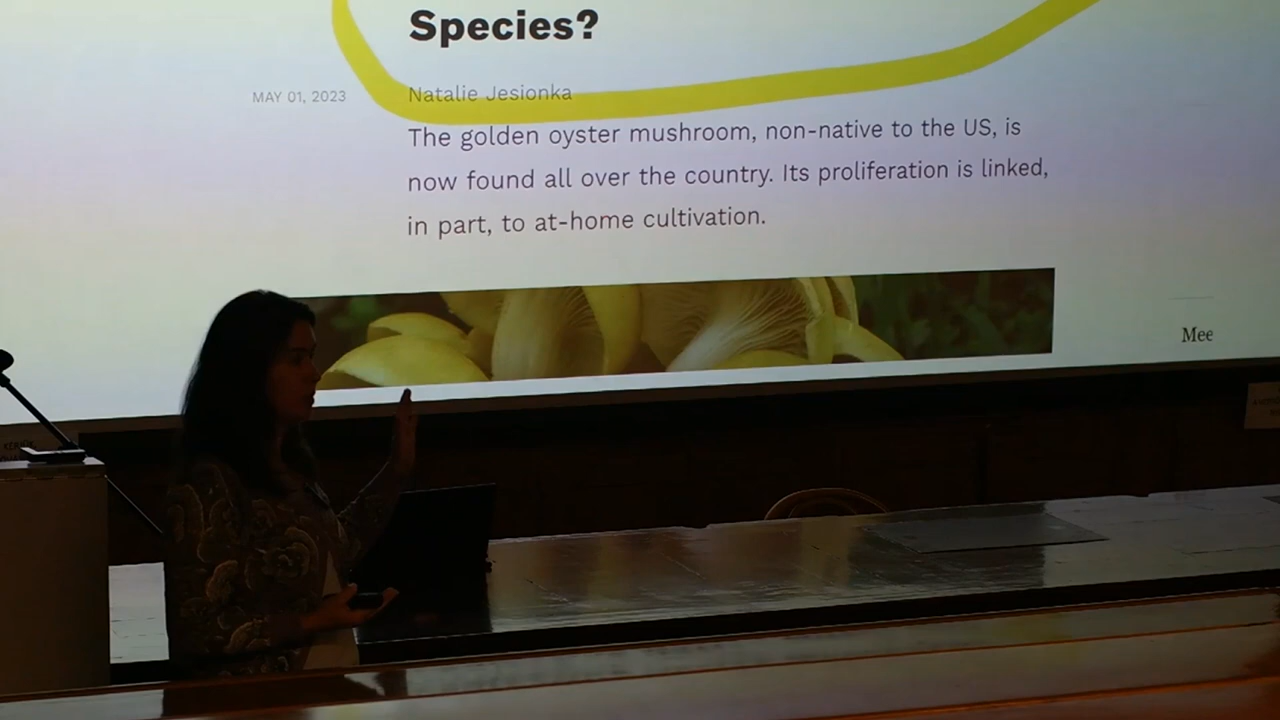 Species?
MAY 01, 2023
Natalie Jesionka
The golden oyster mushroom, non-native to the US, is
now found all over the country. Its proliferation is linked,
in part, to at-home cultivation.
Mee